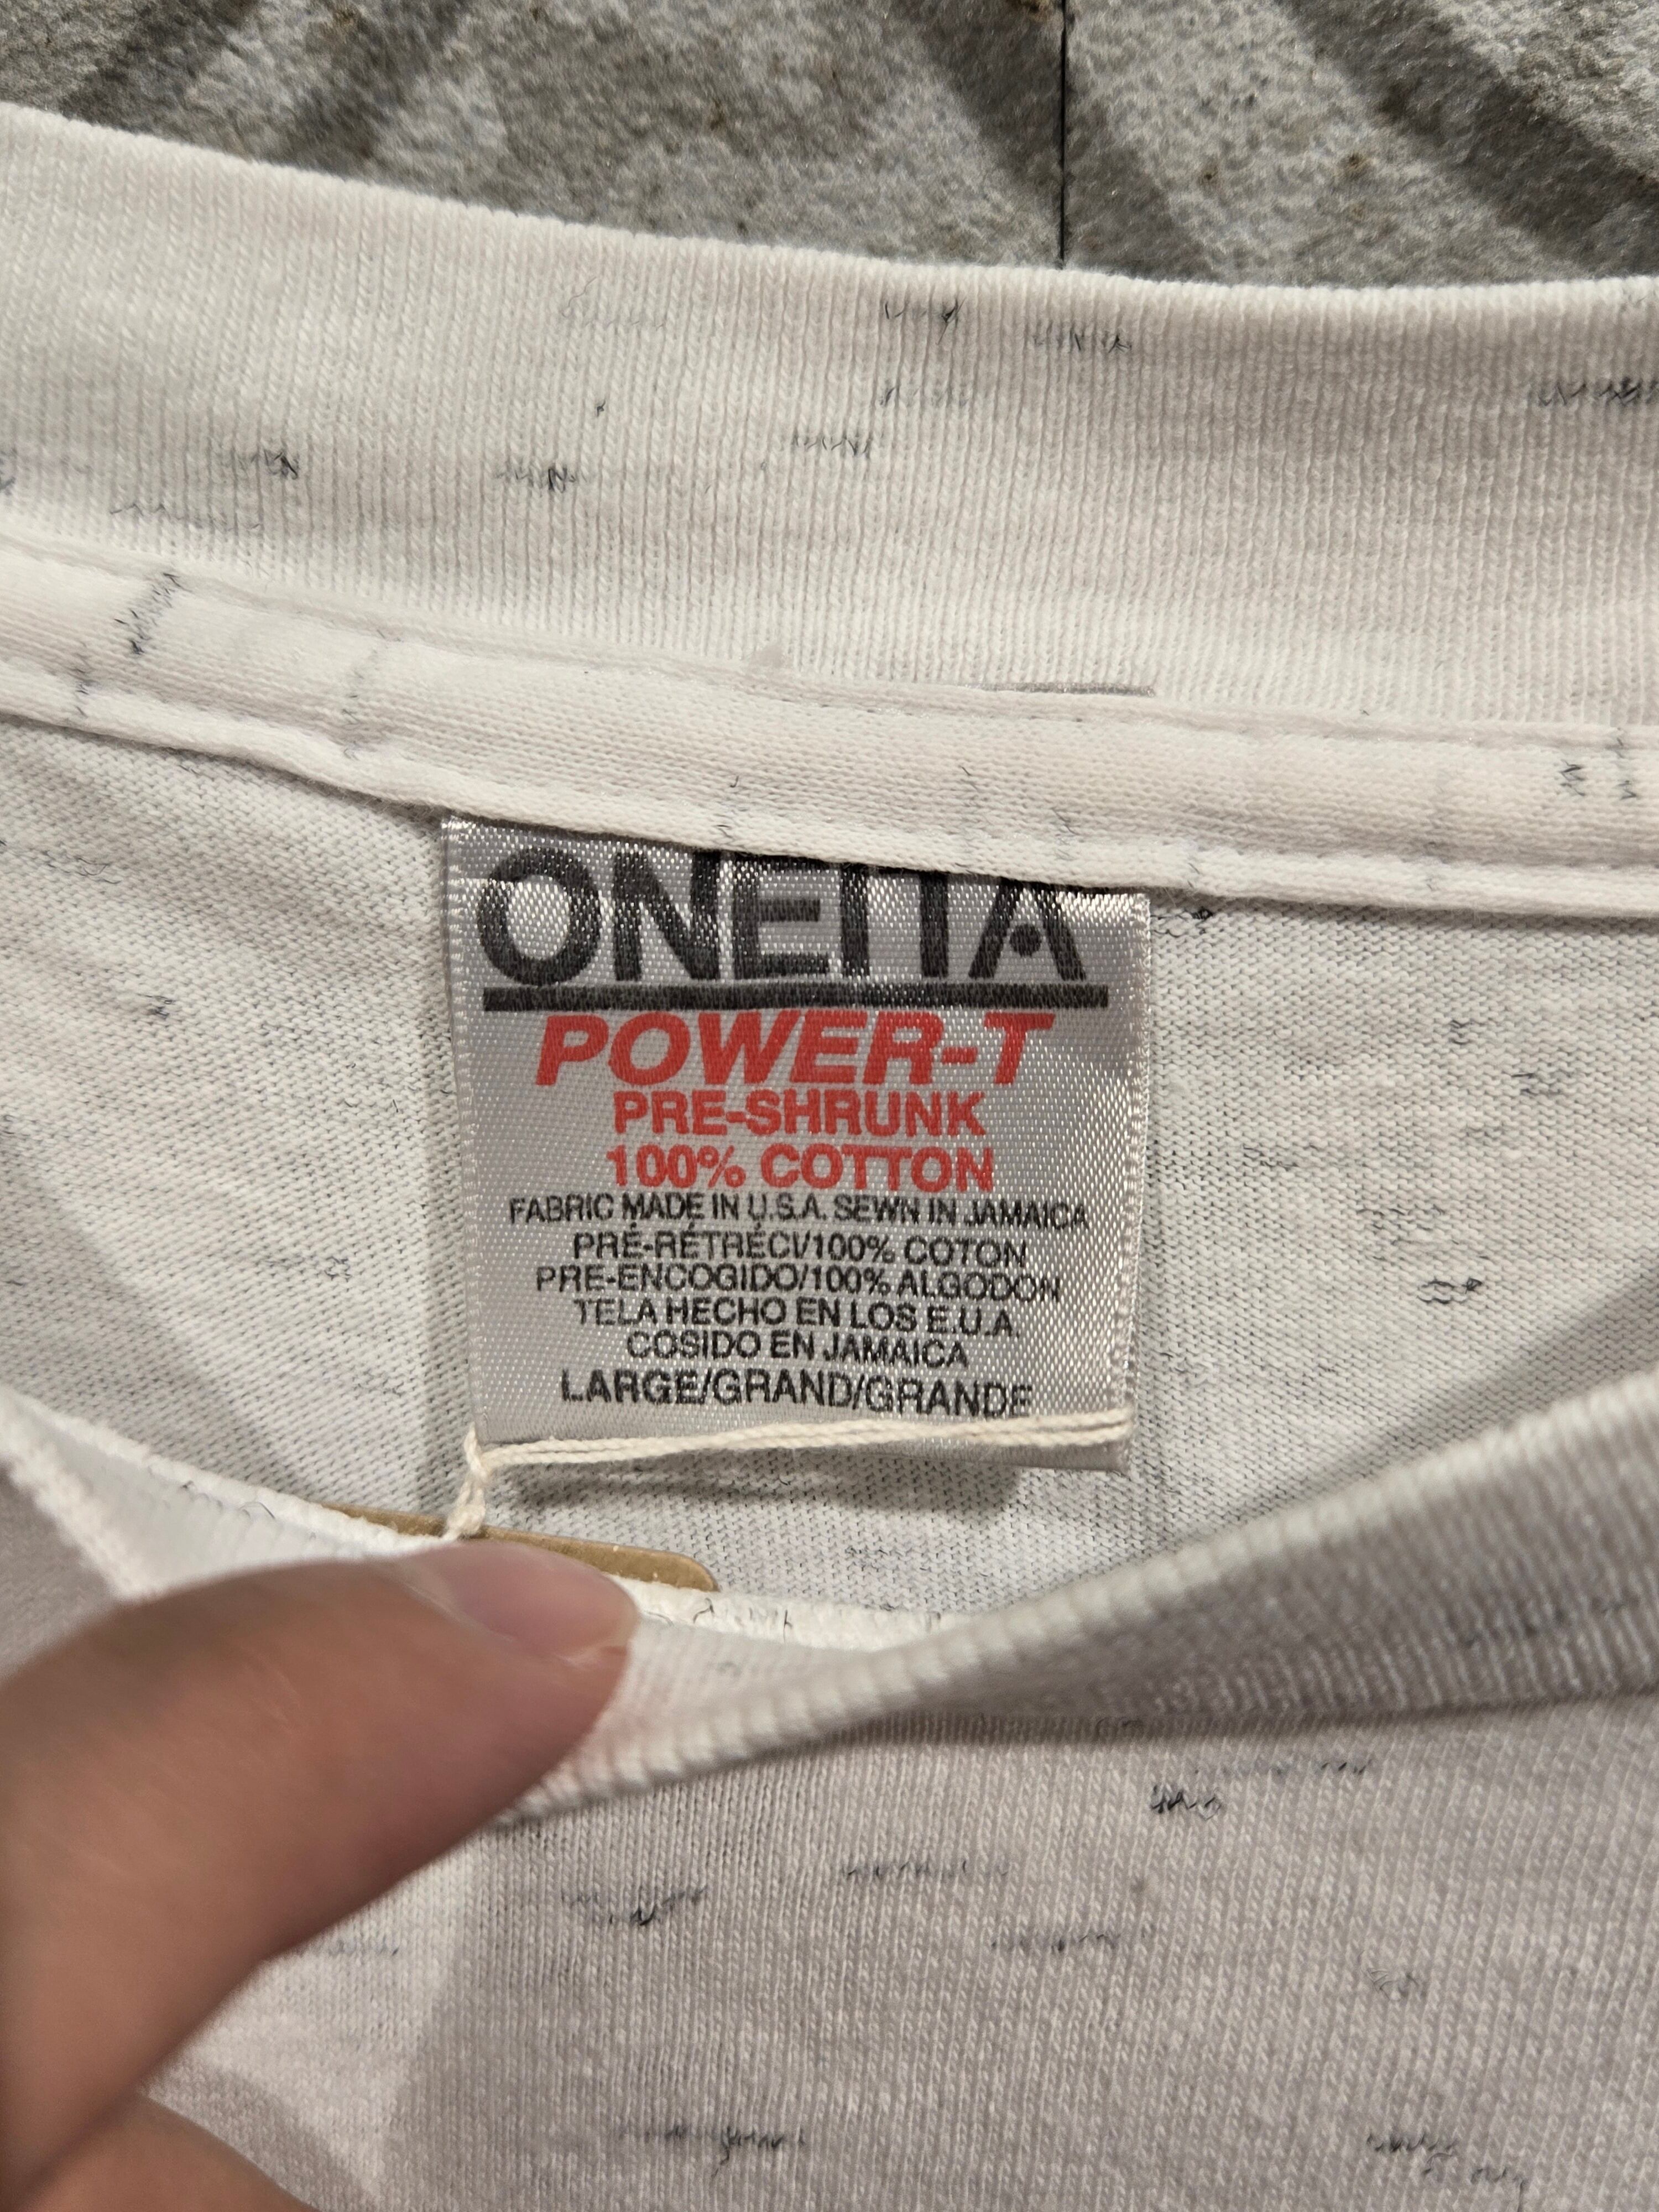 ONEITA
POWER-T
PRE-SHRUNK
100% COTTON
FABRIC MADE IN U.S.A. SEWN IN JAMAICA
PRÉ-RÉTRÉCI/100% COTON
PRE-ENCOGIDO/100% ALGODON
TELA HECHO EN LOS E.U.A.
COSIDO EN JAMAICA
LARGE/GRAND/GRANDE